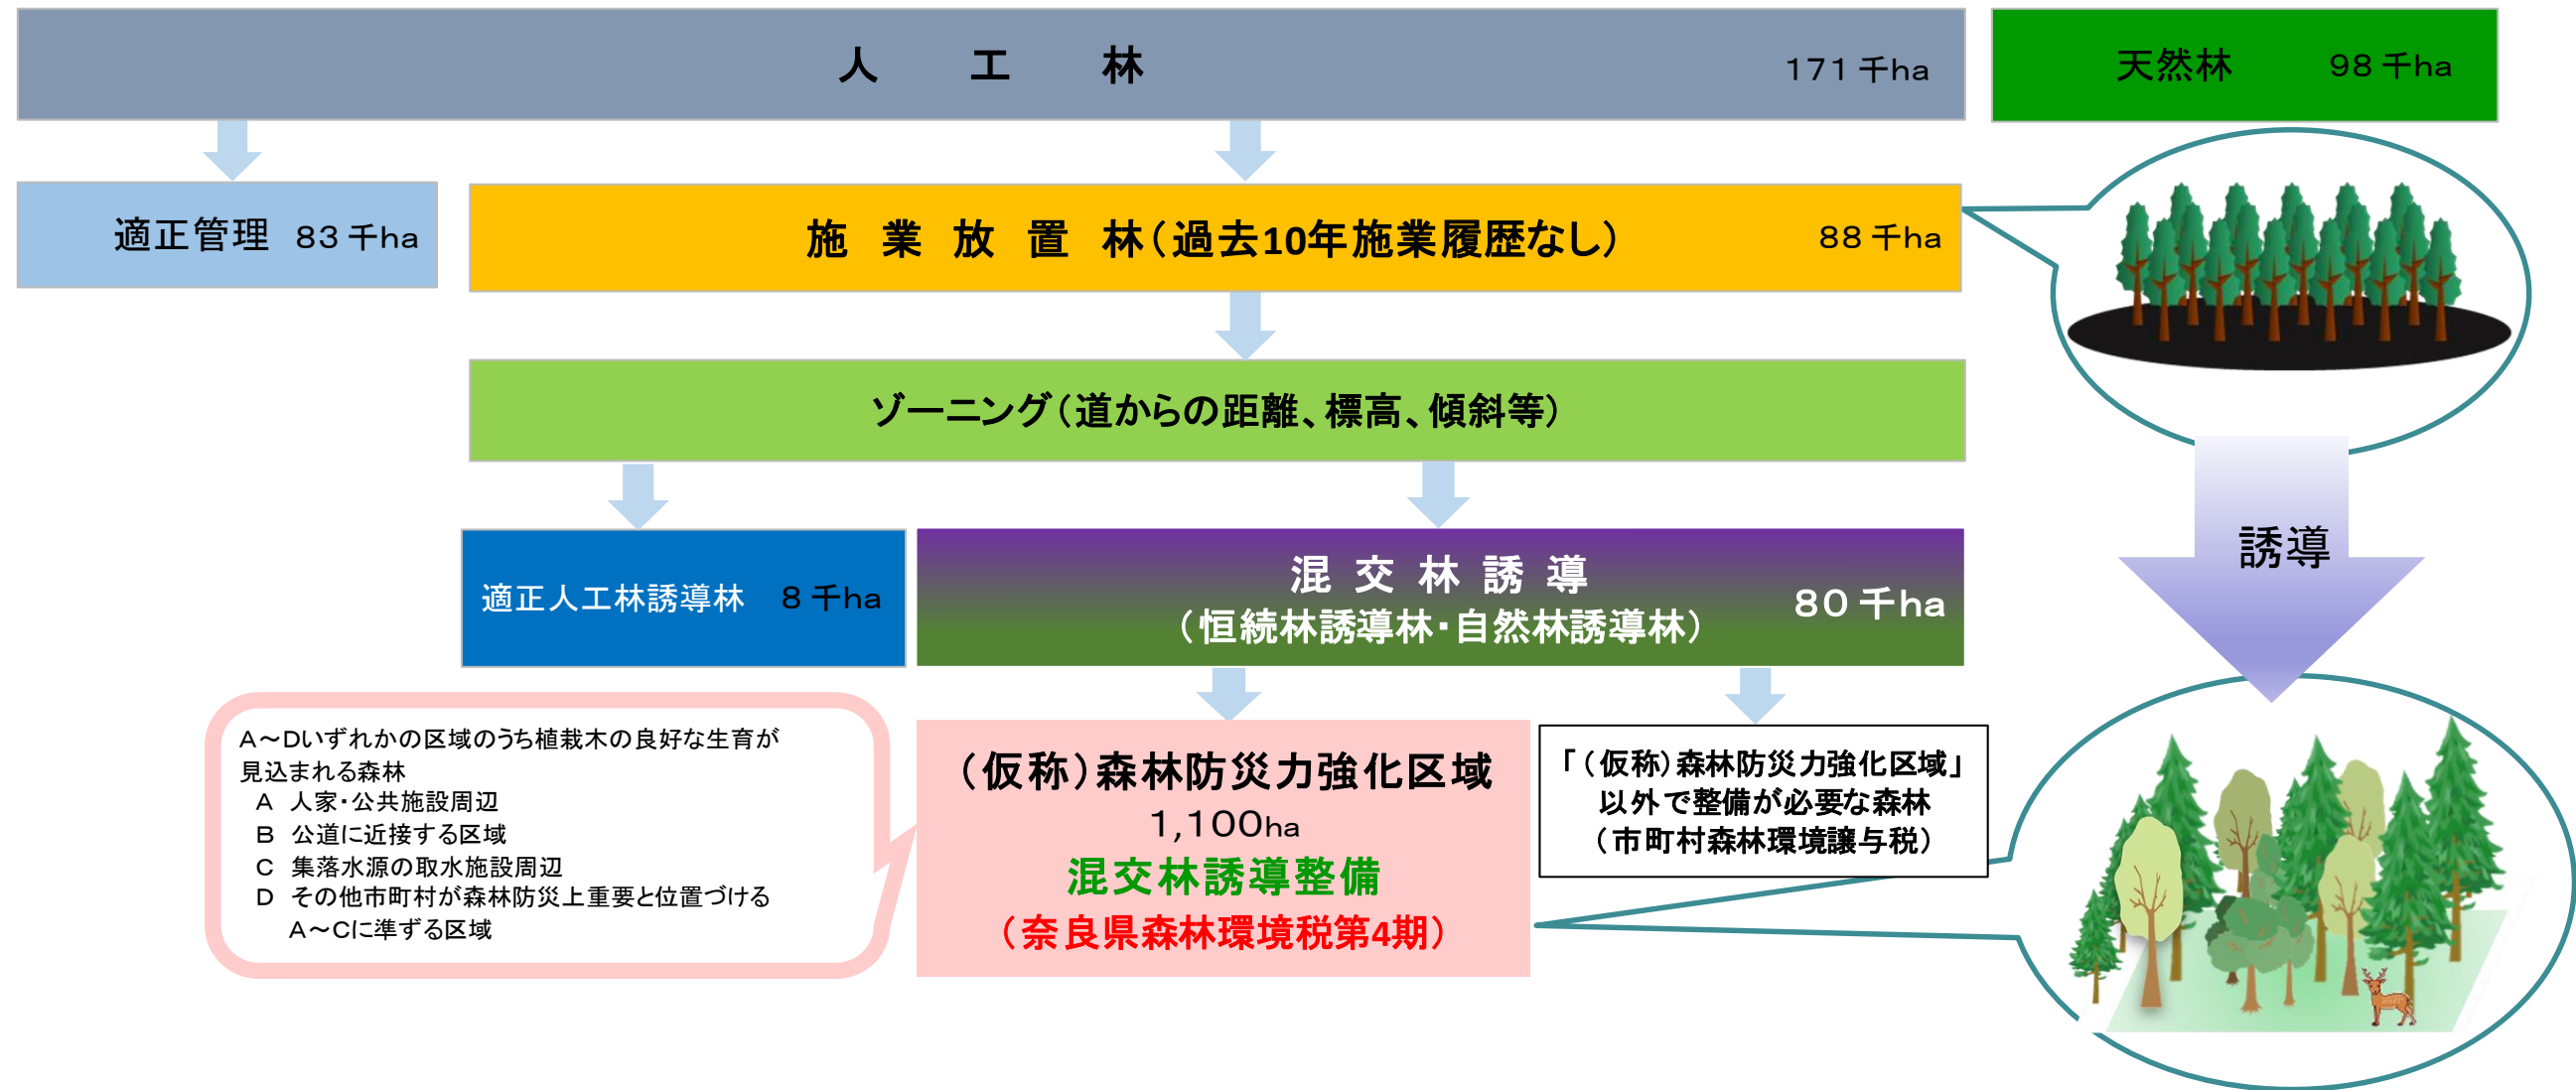 人 工 林 171千ha
天然林 98千ha
適正管理 83千ha
施 業 放 置 林（過去10年施業履歴なし） 88千ha
ゾーニング（道からの距離、標高、傾斜等）
適正人工林誘導林 8千ha
混 交 林 誘 導
（恒続林誘導林・自然林誘導林）
80千ha
誘導
A～Dいずれかの区域のうち植栽木の良好な生育が
見込まれる森林
A 人家・公共施設周辺
B 公道に近接する区域
C 集落水源の取水施設周辺
D その他市町村が森林防災上重要と位置づける
A～Cに準ずる区域
（仮称）森林防災力強化区域
1,100ha
混交林誘導整備
（奈良県森林環境税第4期）
「（仮称）森林防災力強化区域」
以外で整備が必要な森林
（市町村森林環境譲与税）